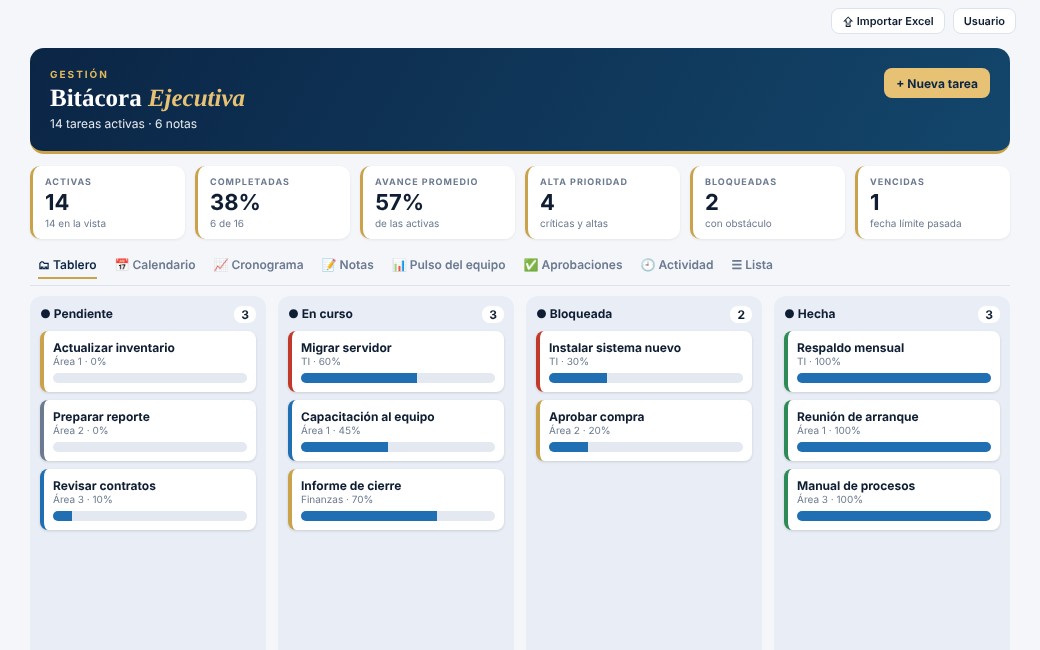 ⇪ Importar Excel
Usuario
GESTIÓN
Bitácora Ejecutiva
14 tareas activas · 6 notas
+ Nueva tarea
ACTIVAS
14
14 en la vista
COMPLETADAS
38%
6 de 16
AVANCE PROMEDIO
57%
de las activas
ALTA PRIORIDAD
4
críticas y altas
BLOQUEADAS
2
con obstáculo
VENCIDAS
1
fecha límite pasada
🗂 Tablero
📅 Calendario
📈 Cronograma
📝 Notas
📊 Pulso del equipo
✅ Aprobaciones
🕘 Actividad
☰ Lista
Pendiente 3
Actualizar inventario
Área 1 · 0%
Preparar reporte
Área 2 · 0%
Revisar contratos
Área 3 · 10%
En curso 3
Migrar servidor
TI · 60%
Capacitación al equipo
Área 1 · 45%
Informe de cierre
Finanzas · 70%
Bloqueada 2
Instalar sistema nuevo
TI · 30%
Aprobar compra
Área 2 · 20%
Hecha 3
Respaldo mensual
TI · 100%
Reunión de arranque
Área 1 · 100%
Manual de procesos
Área 3 · 100%